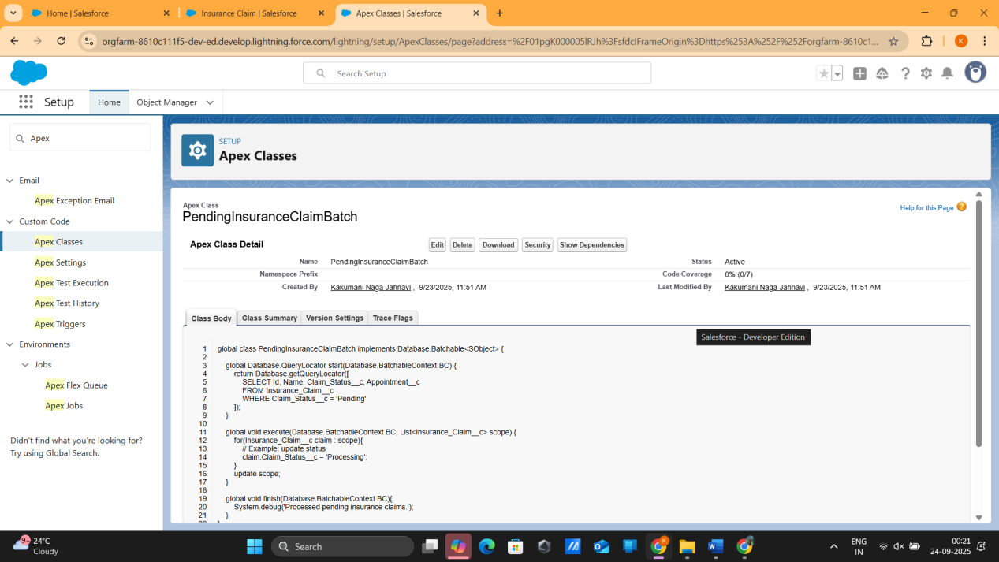 Home | Salesforce
Insurance Claim | Salesforce
Apex Classes | Salesforce
orgfarm-8610c111f5-dev-ed.develop.lightning.force.com/lightning/setup/ApexClasses/page?address=%2F01pgK000005lRJh%3FsfdcIFrameOrigin%3Dhttps%253A%252F%252Forgfarm-8610c1...
K
Search Setup
Setup
Home
Object Manager
Apex
Email
Apex Exception Email
Custom Code
Apex Classes
Apex Settings
Apex Test Execution
Apex Test History
Apex Triggers
Environments
Jobs
Apex Flex Queue
Apex Jobs
Didn't find what you're looking for?
Try using Global Search.
SETUP
Apex Classes
Apex Class
PendingInsuranceClaimBatch
Help for this Page ?
Apex Class Detail
Edit Delete Download Security Show Dependencies
Name PendingInsuranceClaimBatch Status Active
Namespace Prefix Code Coverage 0% (0/7)
Created By Kakumani Naga Jahnavi , 9/23/2025, 11:51 AM Last Modified By Kakumani Naga Jahnavi , 9/23/2025, 11:51 AM
Class Body Class Summary Version Settings Trace Flags
Salesforce - Developer Edition
1 global class PendingInsuranceClaimBatch implements Database.Batchable<SObject> {
2
3 global Database.QueryLocator start(Database.BatchableContext BC) {
4 return Database.getQueryLocator([
5 SELECT Id, Name, Claim_Status__c, Appointment__c
6 FROM Insurance_Claim__c
7 WHERE Claim_Status__c = 'Pending'
8 ]);
9 }
10
11 global void execute(Database.BatchableContext BC, List<Insurance_Claim__c> scope) {
12 for(Insurance_Claim__c claim : scope){
13 // Example: update status
14 claim.Claim_Status__c = 'Processing';
15 }
16 update scope;
17 }
18
19 global void finish(Database.BatchableContext BC){
20 System.debug('Processed pending insurance claims.');
21 }
22 }
9+
24°C
Cloudy
Search
ENG
IN
00:21
24-09-2025